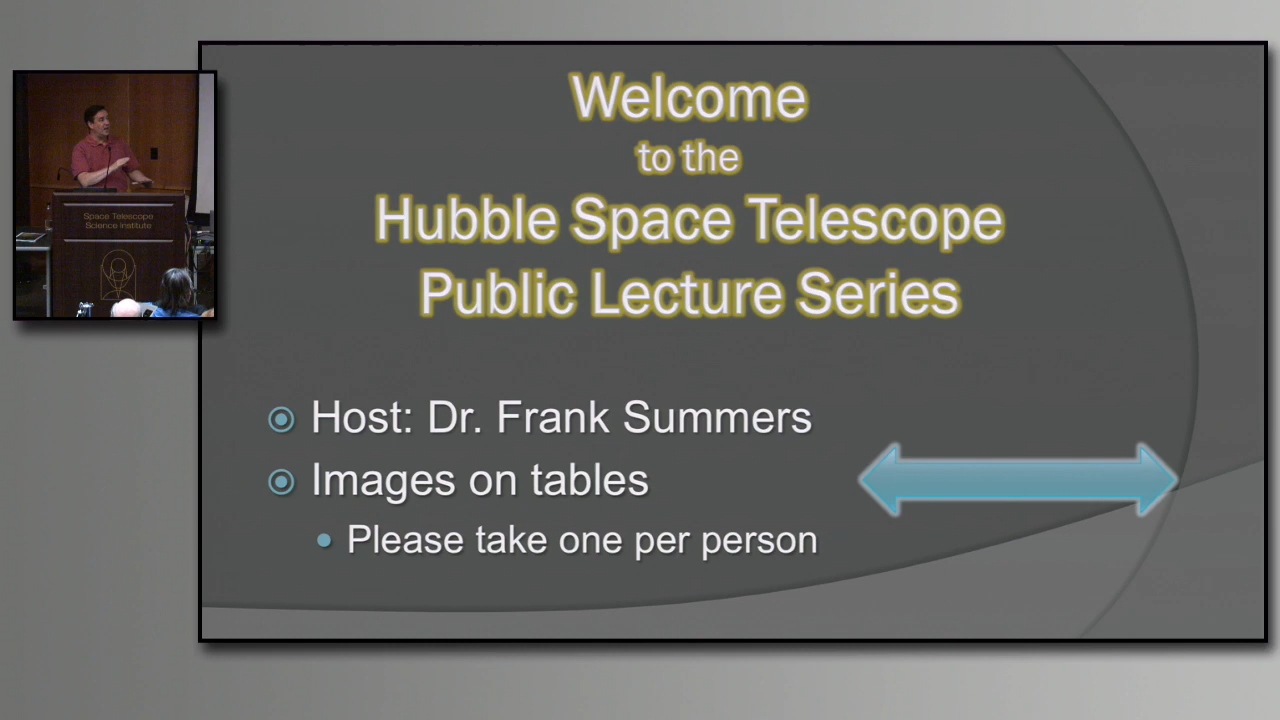 Welcome
to the
Hubble Space Telescope
Public Lecture Series
Host: Dr. Frank Summers
Images on tables
Please take one per person
Space Telescope
Science Institute